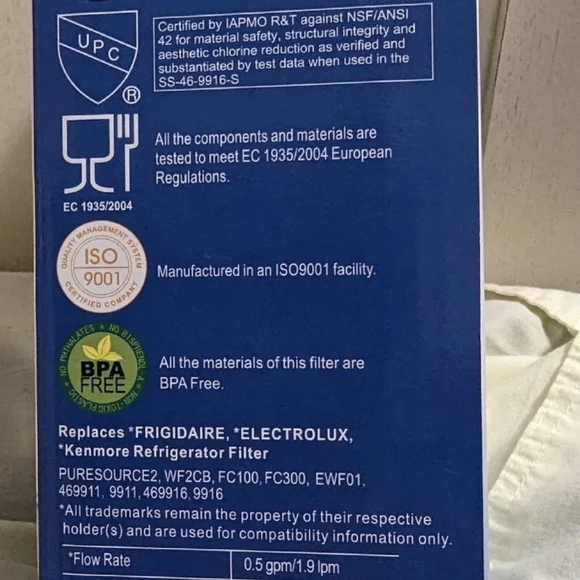 UPC
®
Certified by IAPMO R&T against NSF/ANSI
42 for material safety, structural integrity and
aesthetic chlorine reduction as verified and
substantiated by test data when used in the
SS-46-9916-S
EC 1935/2004
All the components and materials are
tested to meet EC 1935/2004 European
Regulations.
QUALITY MANAGEMENT SYSTEM
ISO
9001
CERTIFIED COMPANY
Manufactured in an ISO9001 facility.
NO PHTHALATES * NO BISPHENOL-A * NON-TOXIC PLASTIC
BPA
FREE
All the materials of this filter are
BPA Free.
Replaces *FRIGIDAIRE, *ELECTROLUX,
*Kenmore Refrigerator Filter
PURESOURCE2, WF2CB, FC100, FC300, EWF01,
469911, 9911, 469916, 9916
*All trademarks remain the property of their respective
holder(s) and are used for compatibility information only.
*Flow Rate 0.5 gpm/1.9 lpm